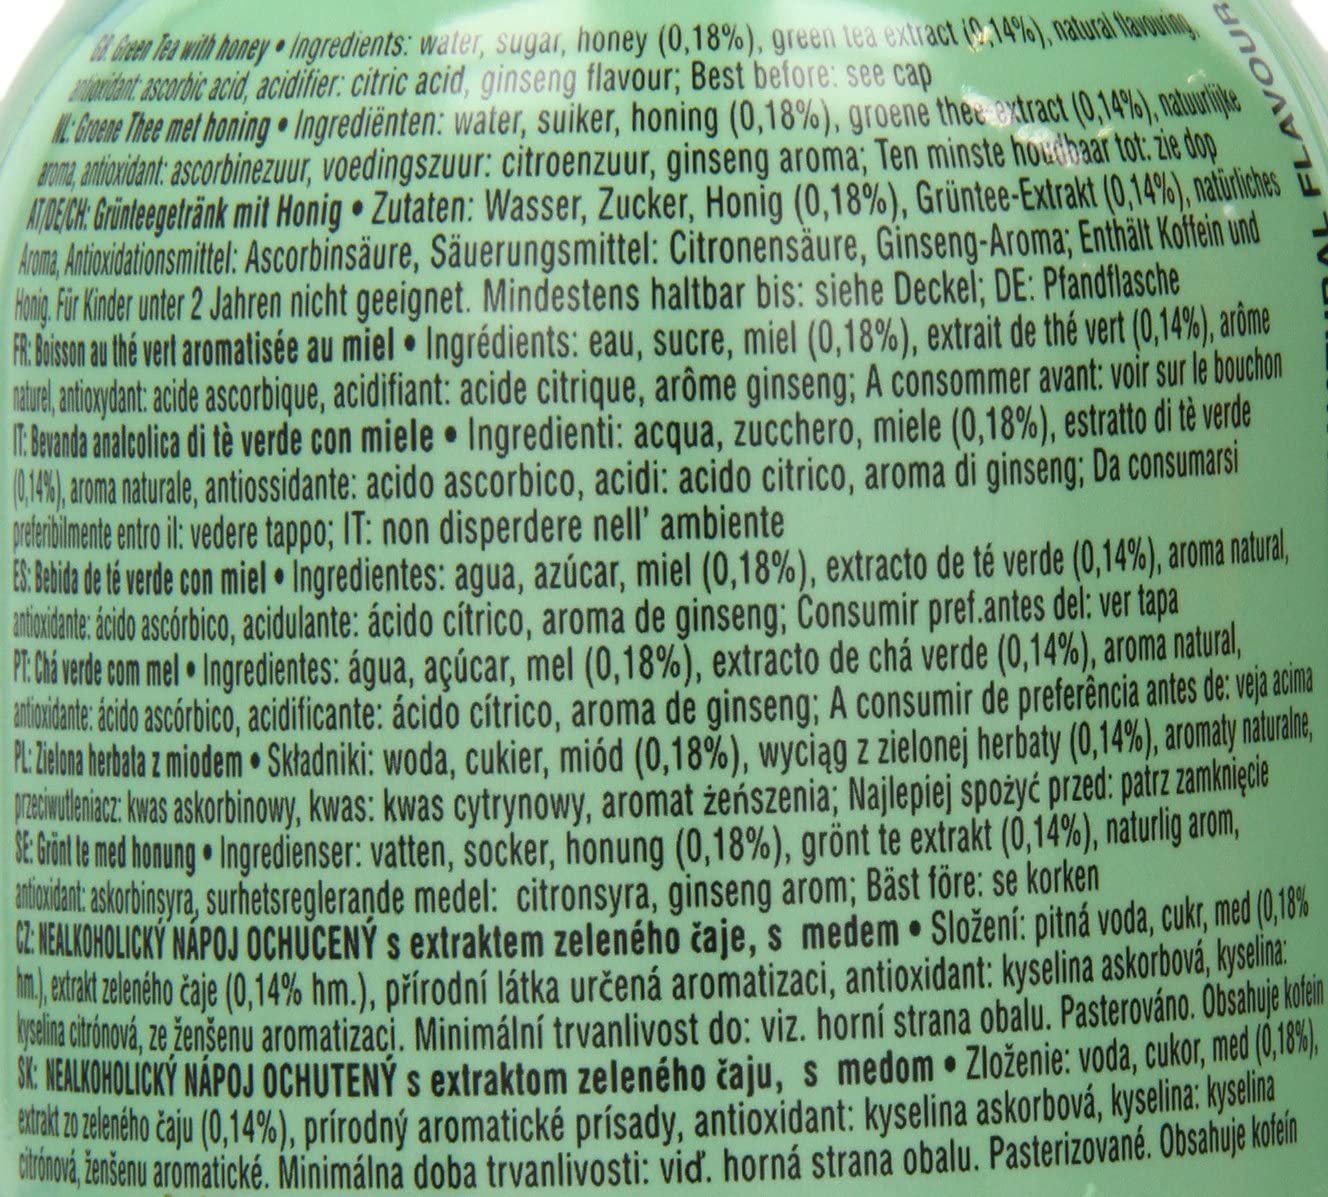 GB: Green Tea with honey • Ingredients: water, sugar, honey (0,18%), green tea extract (0,14%), natural flavouring,
antioxidant: ascorbic acid, acidifier: citric acid, ginseng flavour; Best before: see cap
NL: Groene Thee met honing • Ingrediënten: water, suiker, honing (0,18%), groene thee-extract (0,14%), natuurlijke
aroma, antioxidant: ascorbinezuur, voedingszuur: citroenzuur, ginseng aroma; Ten minste houdbaar tot: zie dop
AT/DE/CH: Grünteegetränk mit Honig • Zutaten: Wasser, Zucker, Honig (0,18%), Grüntee-Extrakt (0,14%), natürliches
Aroma, Antioxidationsmittel: Ascorbinsäure, Säuerungsmittel: Citronensäure, Ginseng-Aroma; Enthält Koffein und
Honig. Für Kinder unter 2 Jahren nicht geeignet. Mindestens haltbar bis: siehe Deckel; DE: Pfandflasche
FR: Boisson au thé vert aromatisée au miel • Ingrédients: eau, sucre, miel (0,18%), extrait de thé vert (0,14%), arôme
naturel, antioxydant: acide ascorbique, acidifiant: acide citrique, arôme ginseng; A consommer avant: voir sur le bouchon
IT: Bevanda analcolica di tè verde con miele • Ingredienti: acqua, zucchero, miele (0,18%), estratto di tè verde
(0,14%), aroma naturale, antiossidante: acido ascorbico, acidi: acido citrico, aroma di ginseng; Da consumarsi
preferibilmente entro il: vedere tappo; IT: non disperdere nell' ambiente
ES: Bebida de té verde con miel • Ingredientes: agua, azúcar, miel (0,18%), extracto de té verde (0,14%), aroma natural,
antioxidante: ácido ascórbico, acidulante: ácido cítrico, aroma de ginseng; Consumir pref.antes del: ver tapa
PT: Chá verde com mel • Ingredientes: água, açúcar, mel (0,18%), extracto de chá verde (0,14%), aroma natural,
antioxidante: ácido ascórbico, acidificante: ácido cítrico, aroma de ginseng; A consumir de preferência antes de: veja acima
PL: Zielona herbata z miodem • Składniki: woda, cukier, miód (0,18%), wyciąg z zielonej herbaty (0,14%), aromaty naturalne,
przeciwutleniacz: kwas askorbinowy, kwas: kwas cytrynowy, aromat żeńszenia; Najlepiej spożyć przed: patrz zamknięcie
SE: Grönt te med honung • Ingredienser: vatten, socker, honung (0,18%), grönt te extrakt (0,14%), naturlig arom,
antioxidant: askorbinsyra, surhetsreglerande medel: citronsyra, ginseng arom; Bäst före: se korken
CZ: NEALKOHOLICKÝ NÁPOJ OCHUCENÝ s extraktem zeleného čaje, s medem • Složení: pitná voda, cukr, med (0,18%
hm.), extrakt zeleného čaje (0,14% hm.), přírodní látka určená aromatizaci, antioxidant: kyselina askorbová, kyselina:
kyselina citrónová, ze ženšenu aromatizaci. Minimální trvanlivost do: viz. horní strana obalu. Pasterováno. Obsahuje kofein
SK: NEALKOHOLICKÝ NÁPOJ OCHUTENÝ s extraktom zeleného čaju, s medom • Zloženie: voda, cukor, med (0,18%),
extrakt zo zeleného čaju (0,14%), prírodný aromatické prísady, antioxidant: kyselina askorbová, kyselina: kyselina
citrónová, ženšenu aromatické. Minimálna doba trvanlivosti: viď. horná strana obalu. Pasterizované. Obsahuje kofeín
FLAVOUR